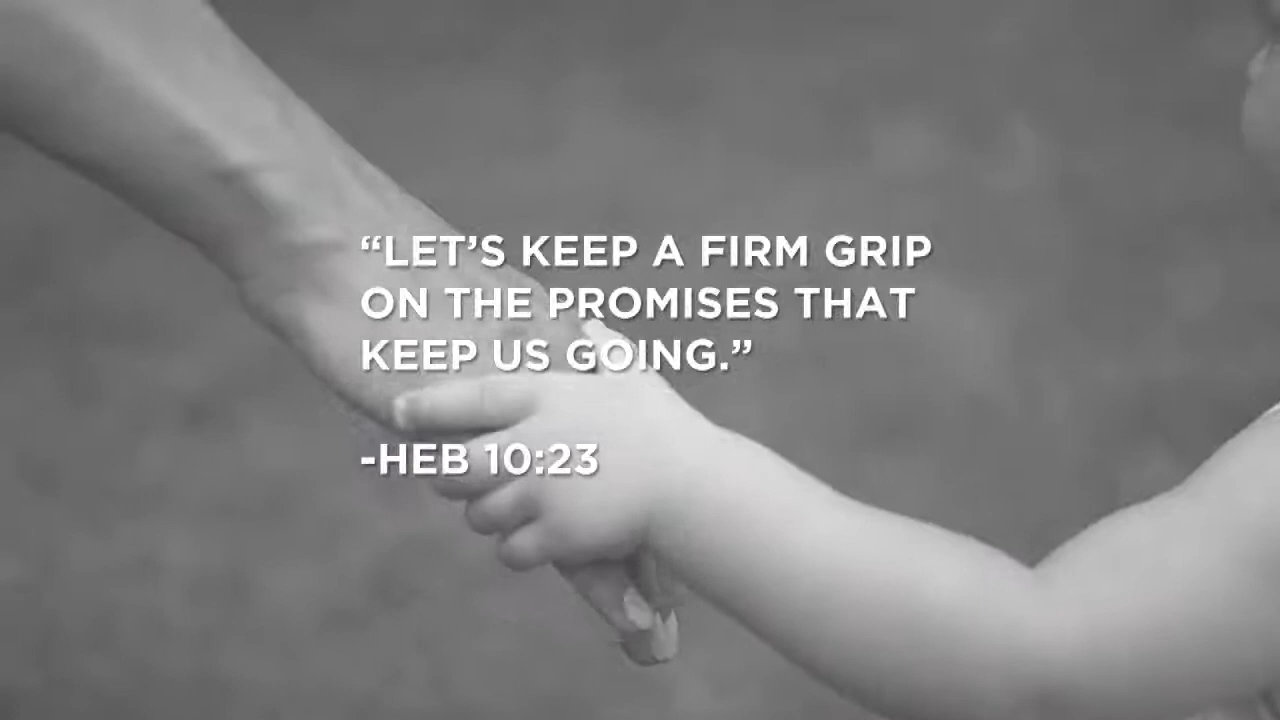 “LET’S KEEP A FIRM GRIP
ON THE PROMISES THAT
KEEP US GOING.”
-HEB 10:23